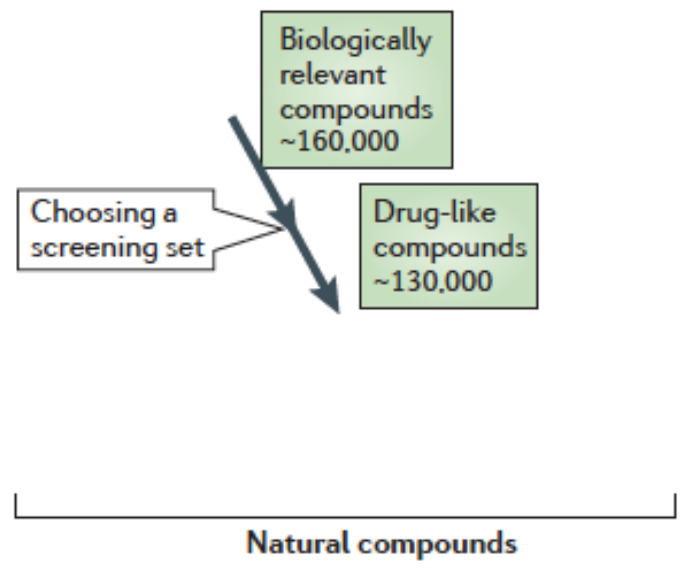 Biologically
relevant
compounds
~160,000
Choosing a
screening set
Drug-like
compounds
~130,000
Natural compounds